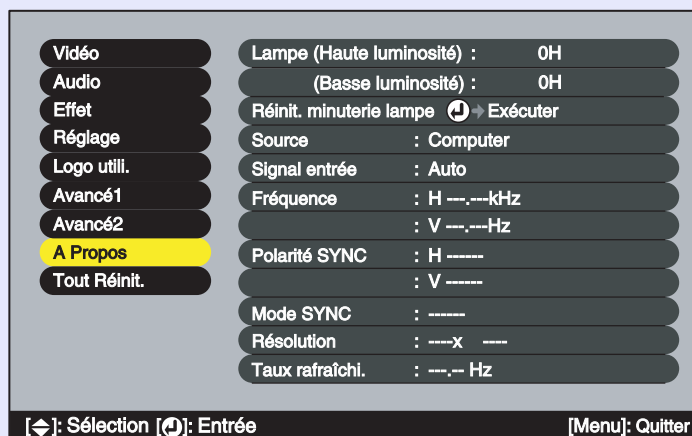 Vidéo
Audio
Effet
Réglage
Logo utili.
Avancé1
Avancé2
A Propos
Tout Réinit.
Lampe (Haute luminosité) : 0H
(Basse luminosité) : 0H
Réinit. minuterie lampe Exécuter
Source : Computer
Signal entrée : Auto
Fréquence : H ---.---kHz
: V ---.---Hz
Polarité SYNC : H ------
: V ------
Mode SYNC : ------
Résolution : ----x ----
Taux rafraîchi. : ---.-- Hz
[]: Sélection []: Entrée [Menu]: Quitter